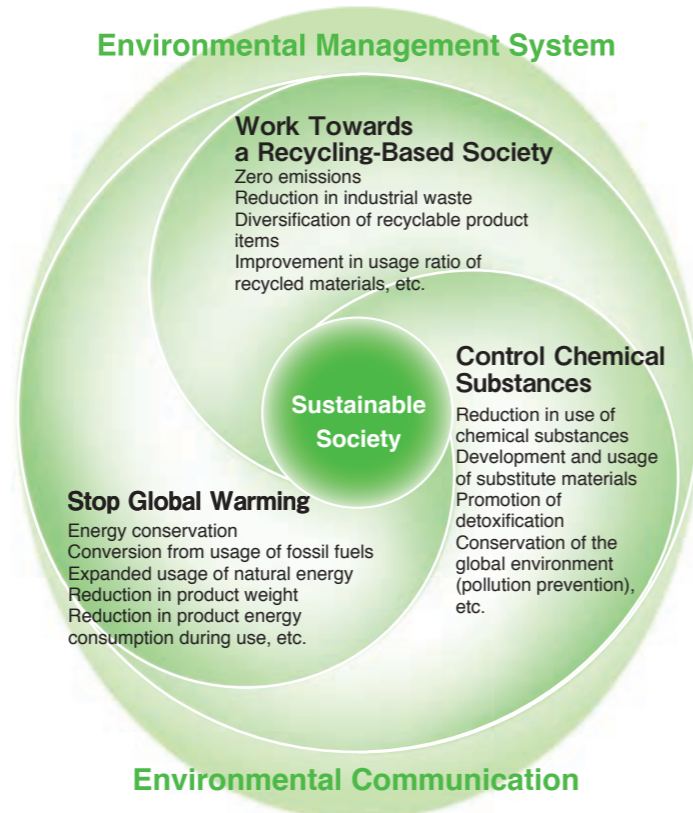 Environmental Management System
Work Towards
a Recycling-Based Society
Zero emissions
Reduction in industrial waste
Diversification of recyclable product
items
Improvement in usage ratio of
recycled materials, etc.
Control Chemical
Substances
Reduction in use of
chemical substances
Development and usage
of substitute materials
Promotion of
detoxification
Conservation of the
global environment
(pollution prevention),
etc.
Sustainable
Society
Stop Global Warming
Energy conservation
Conversion from usage of fossil fuels
Expanded usage of natural energy
Reduction in product weight
Reduction in product energy
consumption during use, etc.
Environmental Communication